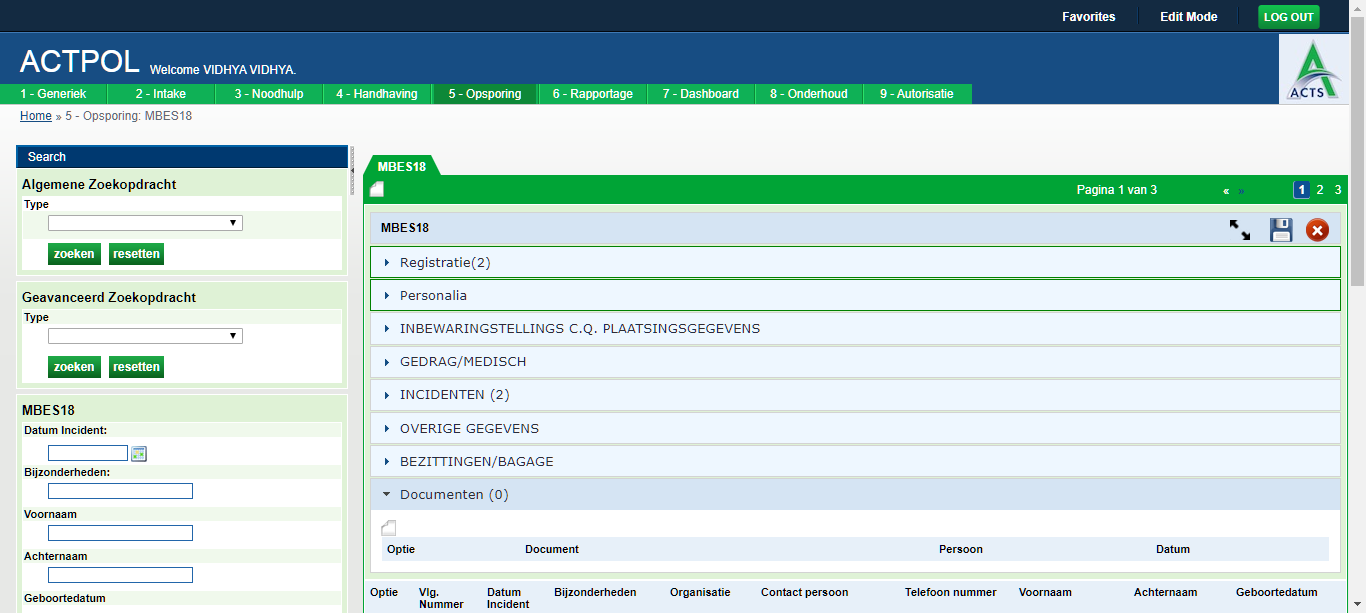 Favorites Edit Mode LOG OUT
ACTPOL Welcome VIDHYA VIDHYA.
ACTS
1 - Generiek 2 - Intake 3 - Noodhulp 4 - Handhaving 5 - Opsporing 6 - Rapportage 7 - Dashboard 8 - Onderhoud 9 - Autorisatie
Home » 5 - Opsporing: MBES18
Search
Algemene Zoekopdracht
Type
zoeken resetten
Geavanceerd Zoekopdracht
Type
zoeken resetten
MBES18
Datum Incident:
Bijzonderheden:
Voornaam
Achternaam
Geboortedatum
MBES18
Pagina 1 van 3 « » 1 2 3
MBES18
Registratie(2)
Personalia
INBEWARINGSTELLINGS C.Q. PLAATSINGSGEGEVENS
GEDRAG/MEDISCH
INCIDENTEN (2)
OVERIGE GEGEVENS
BEZITTINGEN/BAGAGE
Documenten (0)
Optie Document Persoon Datum
Optie Vlg. Datum Bijzonderheden Organisatie Contact persoon Telefoon nummer Voornaam Achternaam Geboortedatum
Nummer Incident